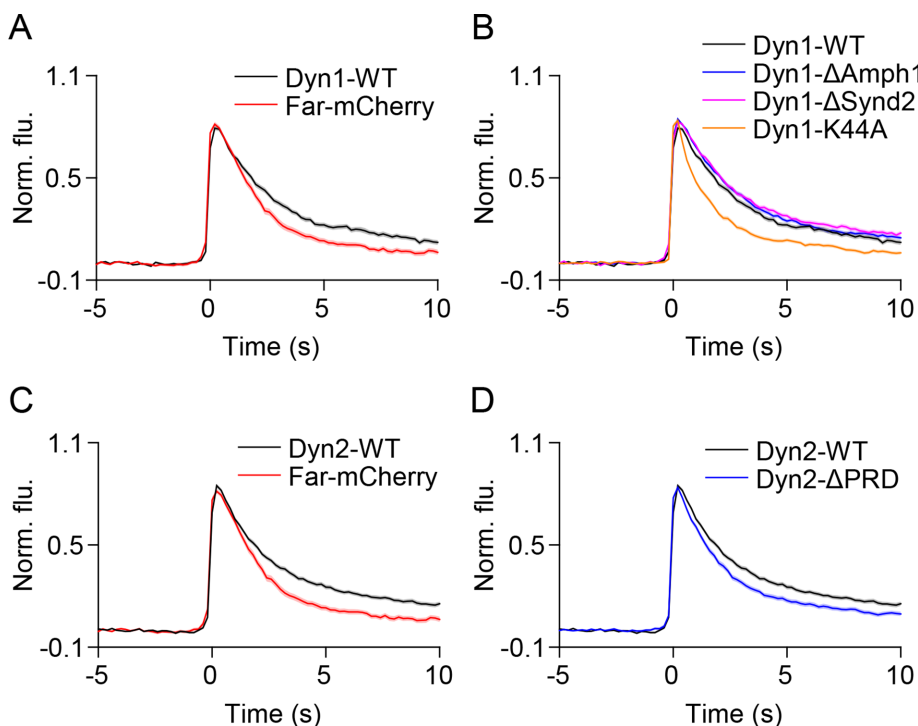 A
Dyn1-WT
Far-mCherry
1.1
0.5
-0.1
Norm. flu.
-5
0
5
10
Time (s)
B
Dyn1-WT
Dyn1-ΔAmph1
Dyn1-ΔSynd2
Dyn1-K44A
1.1
0.5
-0.1
Norm. flu.
-5
0
5
10
Time (s)
C
Dyn2-WT
Far-mCherry
1.1
0.5
-0.1
Norm. flu.
-5
0
5
10
Time (s)
D
Dyn2-WT
Dyn2-ΔPRD
1.1
0.5
-0.1
Norm. flu.
-5
0
5
10
Time (s)